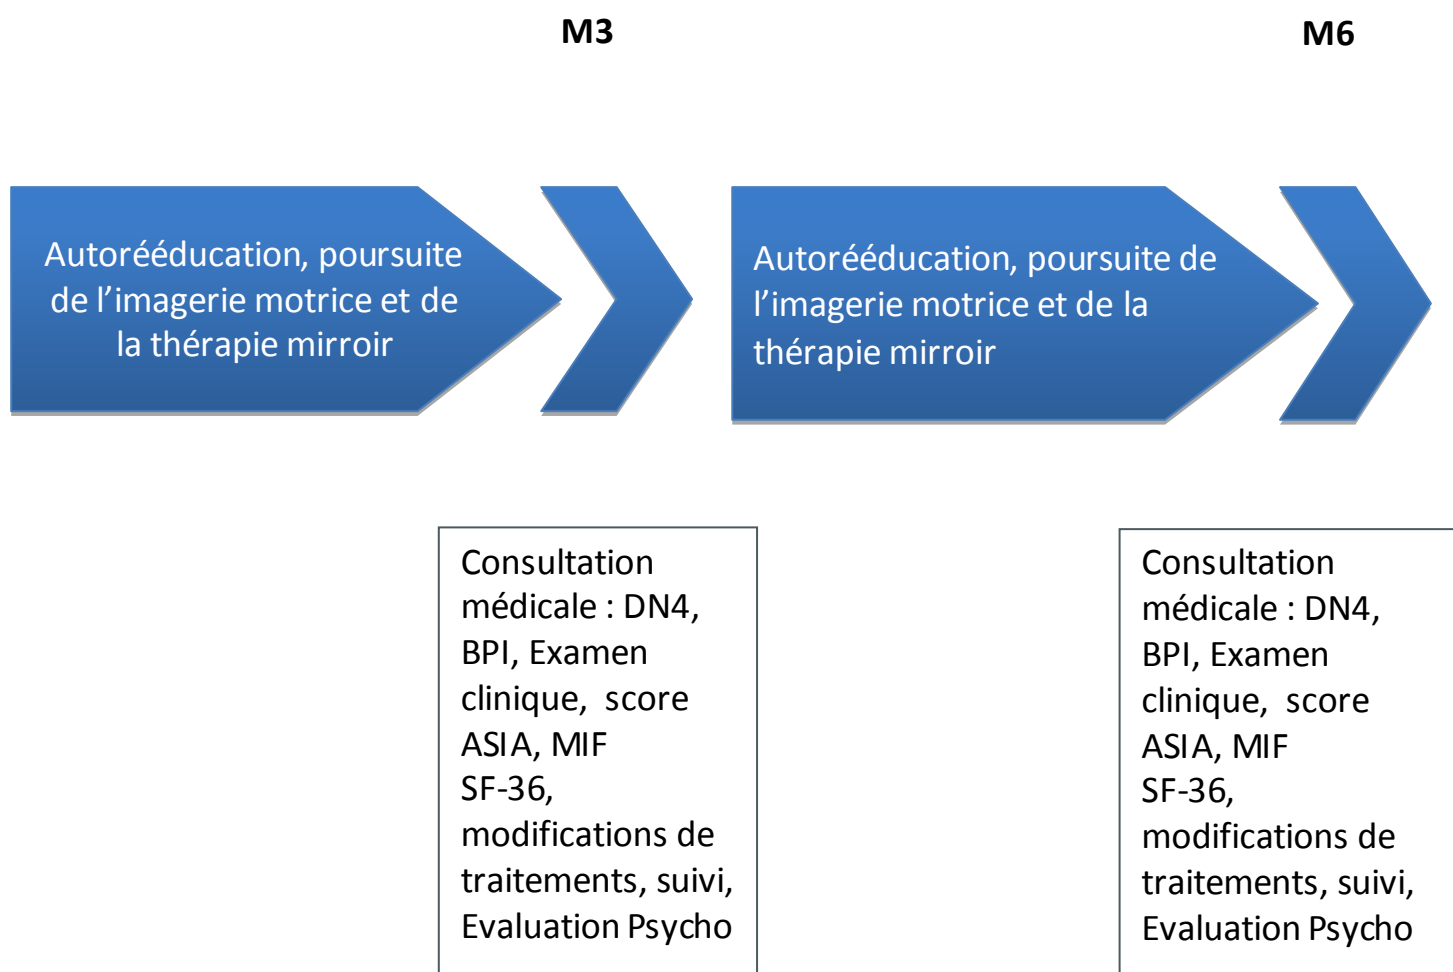 M3
M6
Autorééducation, poursuite
de l’imagerie motrice et de
la thérapie mirroir
Autorééducation, poursuite de
l’imagerie motrice et de la
thérapie mirroir
Consultation
médicale : DN4,
BPI, Examen
clinique,  score
ASIA, MIF
SF-36,
modifications de
traitements, suivi,
Evaluation Psycho
Consultation
médicale : DN4,
BPI, Examen
clinique,  score
ASIA, MIF
SF-36,
modifications de
traitements, suivi,
Evaluation Psycho